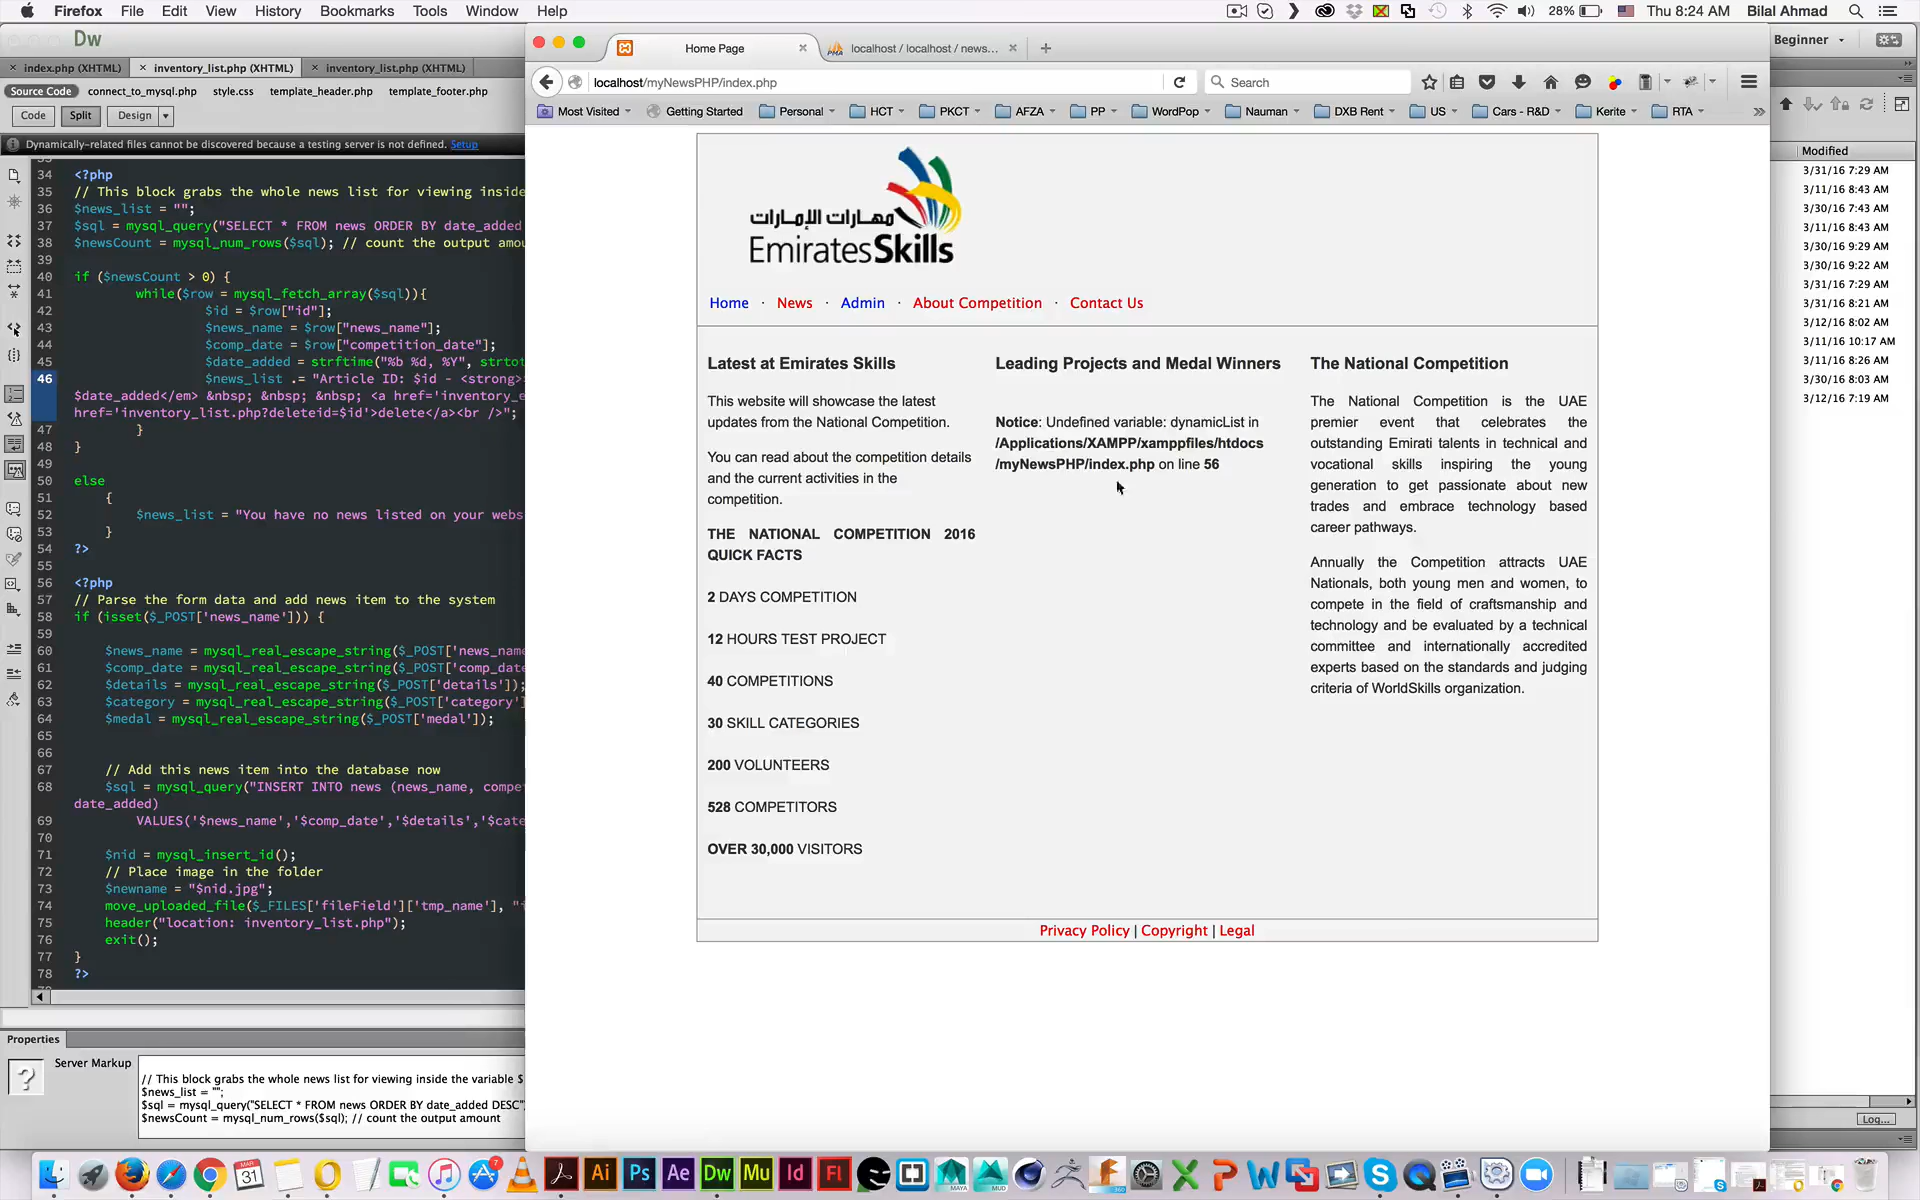 Firefox File Edit View History Bookmarks Tools Window Help 28% Thu 8:24 AM Bilal Ahmad
Dw
Beginner
index.php (XHTML) inventory_list.php (XHTML) inventory_list.php (XHTML)
Source Code connect_to_mysql.php style.css template_header.php template_footer.php
Code Split Design
Dynamically-related files cannot be discovered because a testing server is not defined. Setup
34 <?php
35 // This block grabs the whole news list for viewing inside
36 $news_list = "";
37 $sql = mysql_query("SELECT * FROM news ORDER BY date_added
38 $newsCount = mysql_num_rows($sql); // count the output amou
39
40 if ($newsCount > 0) {
41 while($row = mysql_fetch_array($sql)){
42 $id = $row["id"];
43 $news_name = $row["news_name"];
44 $comp_date = $row["competition_date"];
45 $date_added = strftime("%b %d, %Y", strtot
46 $news_list .= "Article ID: $id - <strong>
$date_added</em> &nbsp; &nbsp; &nbsp; <a href='inventory_e
href='inventory_list.php?deleteid=$id'>delete</a><br />";
47 }
48 }
49
50 else
51 {
52 $news_list = "You have no news listed on your webs
53 }
54 ?>
55
56 <?php
57 // Parse the form data and add news item to the system
58 if (isset($_POST['news_name'])) {
59
60 $news_name = mysql_real_escape_string($_POST['news_name
61 $comp_date = mysql_real_escape_string($_POST['comp_date
62 $details = mysql_real_escape_string($_POST['details']);
63 $category = mysql_real_escape_string($_POST['category']
64 $medal = mysql_real_escape_string($_POST['medal']);
65
66
67 // Add this news item into the database now
68 $sql = mysql_query("INSERT INTO news (news_name, compe
date_added)
69 VALUES('$news_name','$comp_date','$details','$cate
70
71 $nid = mysql_insert_id();
72 // Place image in the folder
73 $newname = "$nid.jpg";
74 move_uploaded_file($_FILES['fileField']['tmp_name'], "i
75 header("location: inventory_list.php");
76 exit();
77 }
78 ?>
Properties
Server Markup
// This block grabs the whole news list for viewing inside the variable $
$news_list = "";
$sql = mysql_query("SELECT * FROM news ORDER BY date_added DESC"
$newsCount = mysql_num_rows($sql); // count the output amount
Home Page localhost / localhost / news...
localhost/myNewsPHP/index.php Search
Most Visited Getting Started Personal HCT PKCT AFZA PP WordPop Nauman DXB Rent US Cars - R&D Kerite RTA
مهارات الإمارات
EmiratesSkills
Home · News · Admin · About Competition · Contact Us
Latest at Emirates Skills
This website will showcase the latest
updates from the National Competition.
You can read about the competition details
and the current activities in the
competition.
THE NATIONAL COMPETITION 2016
QUICK FACTS
2 DAYS COMPETITION
12 HOURS TEST PROJECT
40 COMPETITIONS
30 SKILL CATEGORIES
200 VOLUNTEERS
528 COMPETITORS
OVER 30,000 VISITORS
Leading Projects and Medal Winners
Notice: Undefined variable: dynamicList in
/Applications/XAMPP/xamppfiles/htdocs
/myNewsPHP/index.php on line 56
The National Competition
The National Competition is the UAE
premier event that celebrates the
outstanding Emirati talents in technical and
vocational skills inspiring the young
generation to get passionate about new
trades and embrace technology based
career pathways.
Annually the Competition attracts UAE
Nationals, both young men and women, to
compete in the field of craftsmanship and
technology and be evaluated by a technical
committee and internationally accredited
experts based on the standards and judging
criteria of WorldSkills organization.
Privacy Policy | Copyright | Legal
Modified
3/31/16 7:29 AM
3/11/16 8:43 AM
3/30/16 7:43 AM
3/11/16 8:43 AM
3/30/16 9:29 AM
3/30/16 9:22 AM
3/31/16 7:29 AM
3/31/16 8:21 AM
3/12/16 8:02 AM
3/11/16 10:17 AM
3/11/16 8:26 AM
3/30/16 8:03 AM
3/12/16 7:19 AM
Log...
MAR 31 7 Ai Ps Ae Dw Mu Id Fl MAYA MUD